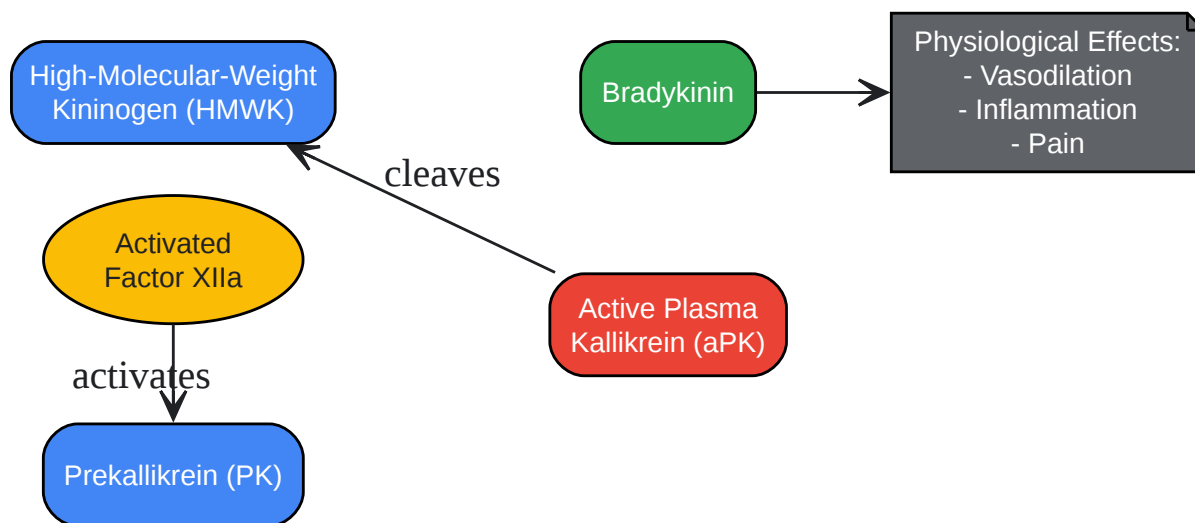 High-Molecular-Weight
Kininogen (HMWK)
Bradykinin
Physiological Effects:
- Vasodilation
- Inflammation
- Pain
cleaves
Activated
Factor XIIa
Active Plasma
Kallikrein (aPK)
activates
Prekallikrein (PK)